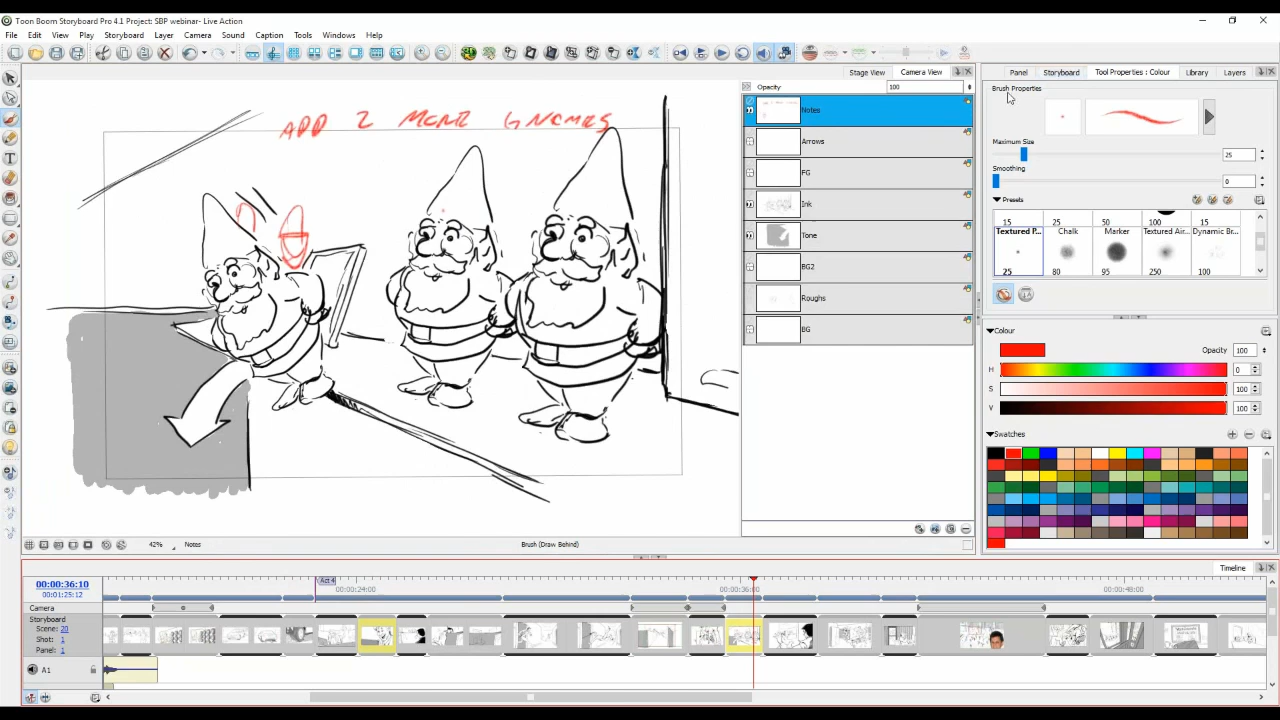 Toon Boom Storyboard Pro 4.1 Project: SBP webinar- Live Action
File Edit View Play Storyboard Layer Camera Sound Caption Tools Windows Help
Stage View Camera View
Panel Storyboard Tool Properties : Colour Library Layers
Opacity: 100
Brush Properties
ADD 2 MORE GNOMES
Notes
Arrows
FG
Ink
Tone
BG2
Roughs
BG
Maximum Size
25
Smoothing
0
Presets
15 25 50 100 15
Textured P... Chalk Marker Textured Air... Dynamic Br...
25 80 95 250 100
Colour
Opacity 100
H 0
S 100
V 100
Swatches
42% Notes Brush (Draw Behind)
Timeline
00:00:36:10
00:01:25:12
Act 4
00:00:24:00 00:00:36:00 00:00:48:00
Camera
Storyboard
Scene: 20
Shot: 1
Panel: 1
A1